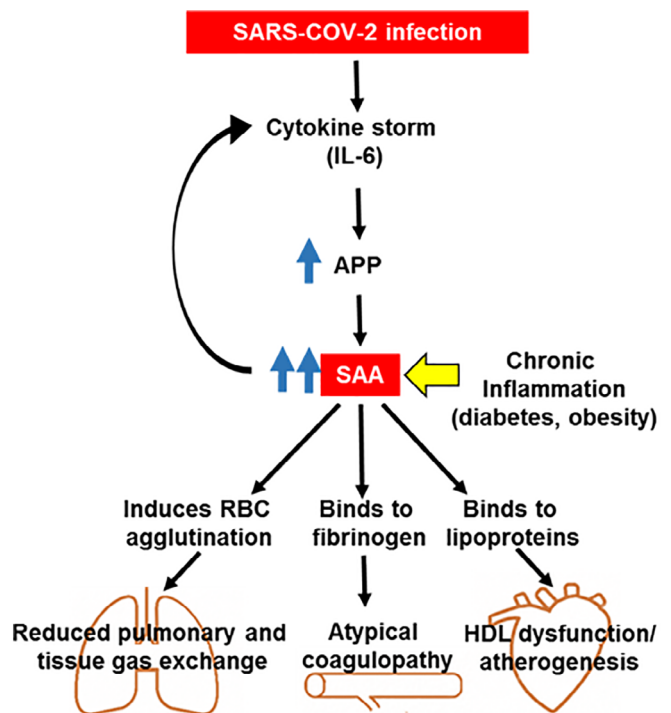 SARS-COV-2 infection
Cytokine storm
(IL-6)
APP
SAA
Chronic
Inflammation
(diabetes, obesity)
Induces RBC
agglutination
Binds to
fibrinogen
Binds to
lipoproteins
Reduced pulmonary and
tissue gas exchange
Atypical
coagulopathy
HDL dysfunction/
atherogenesis